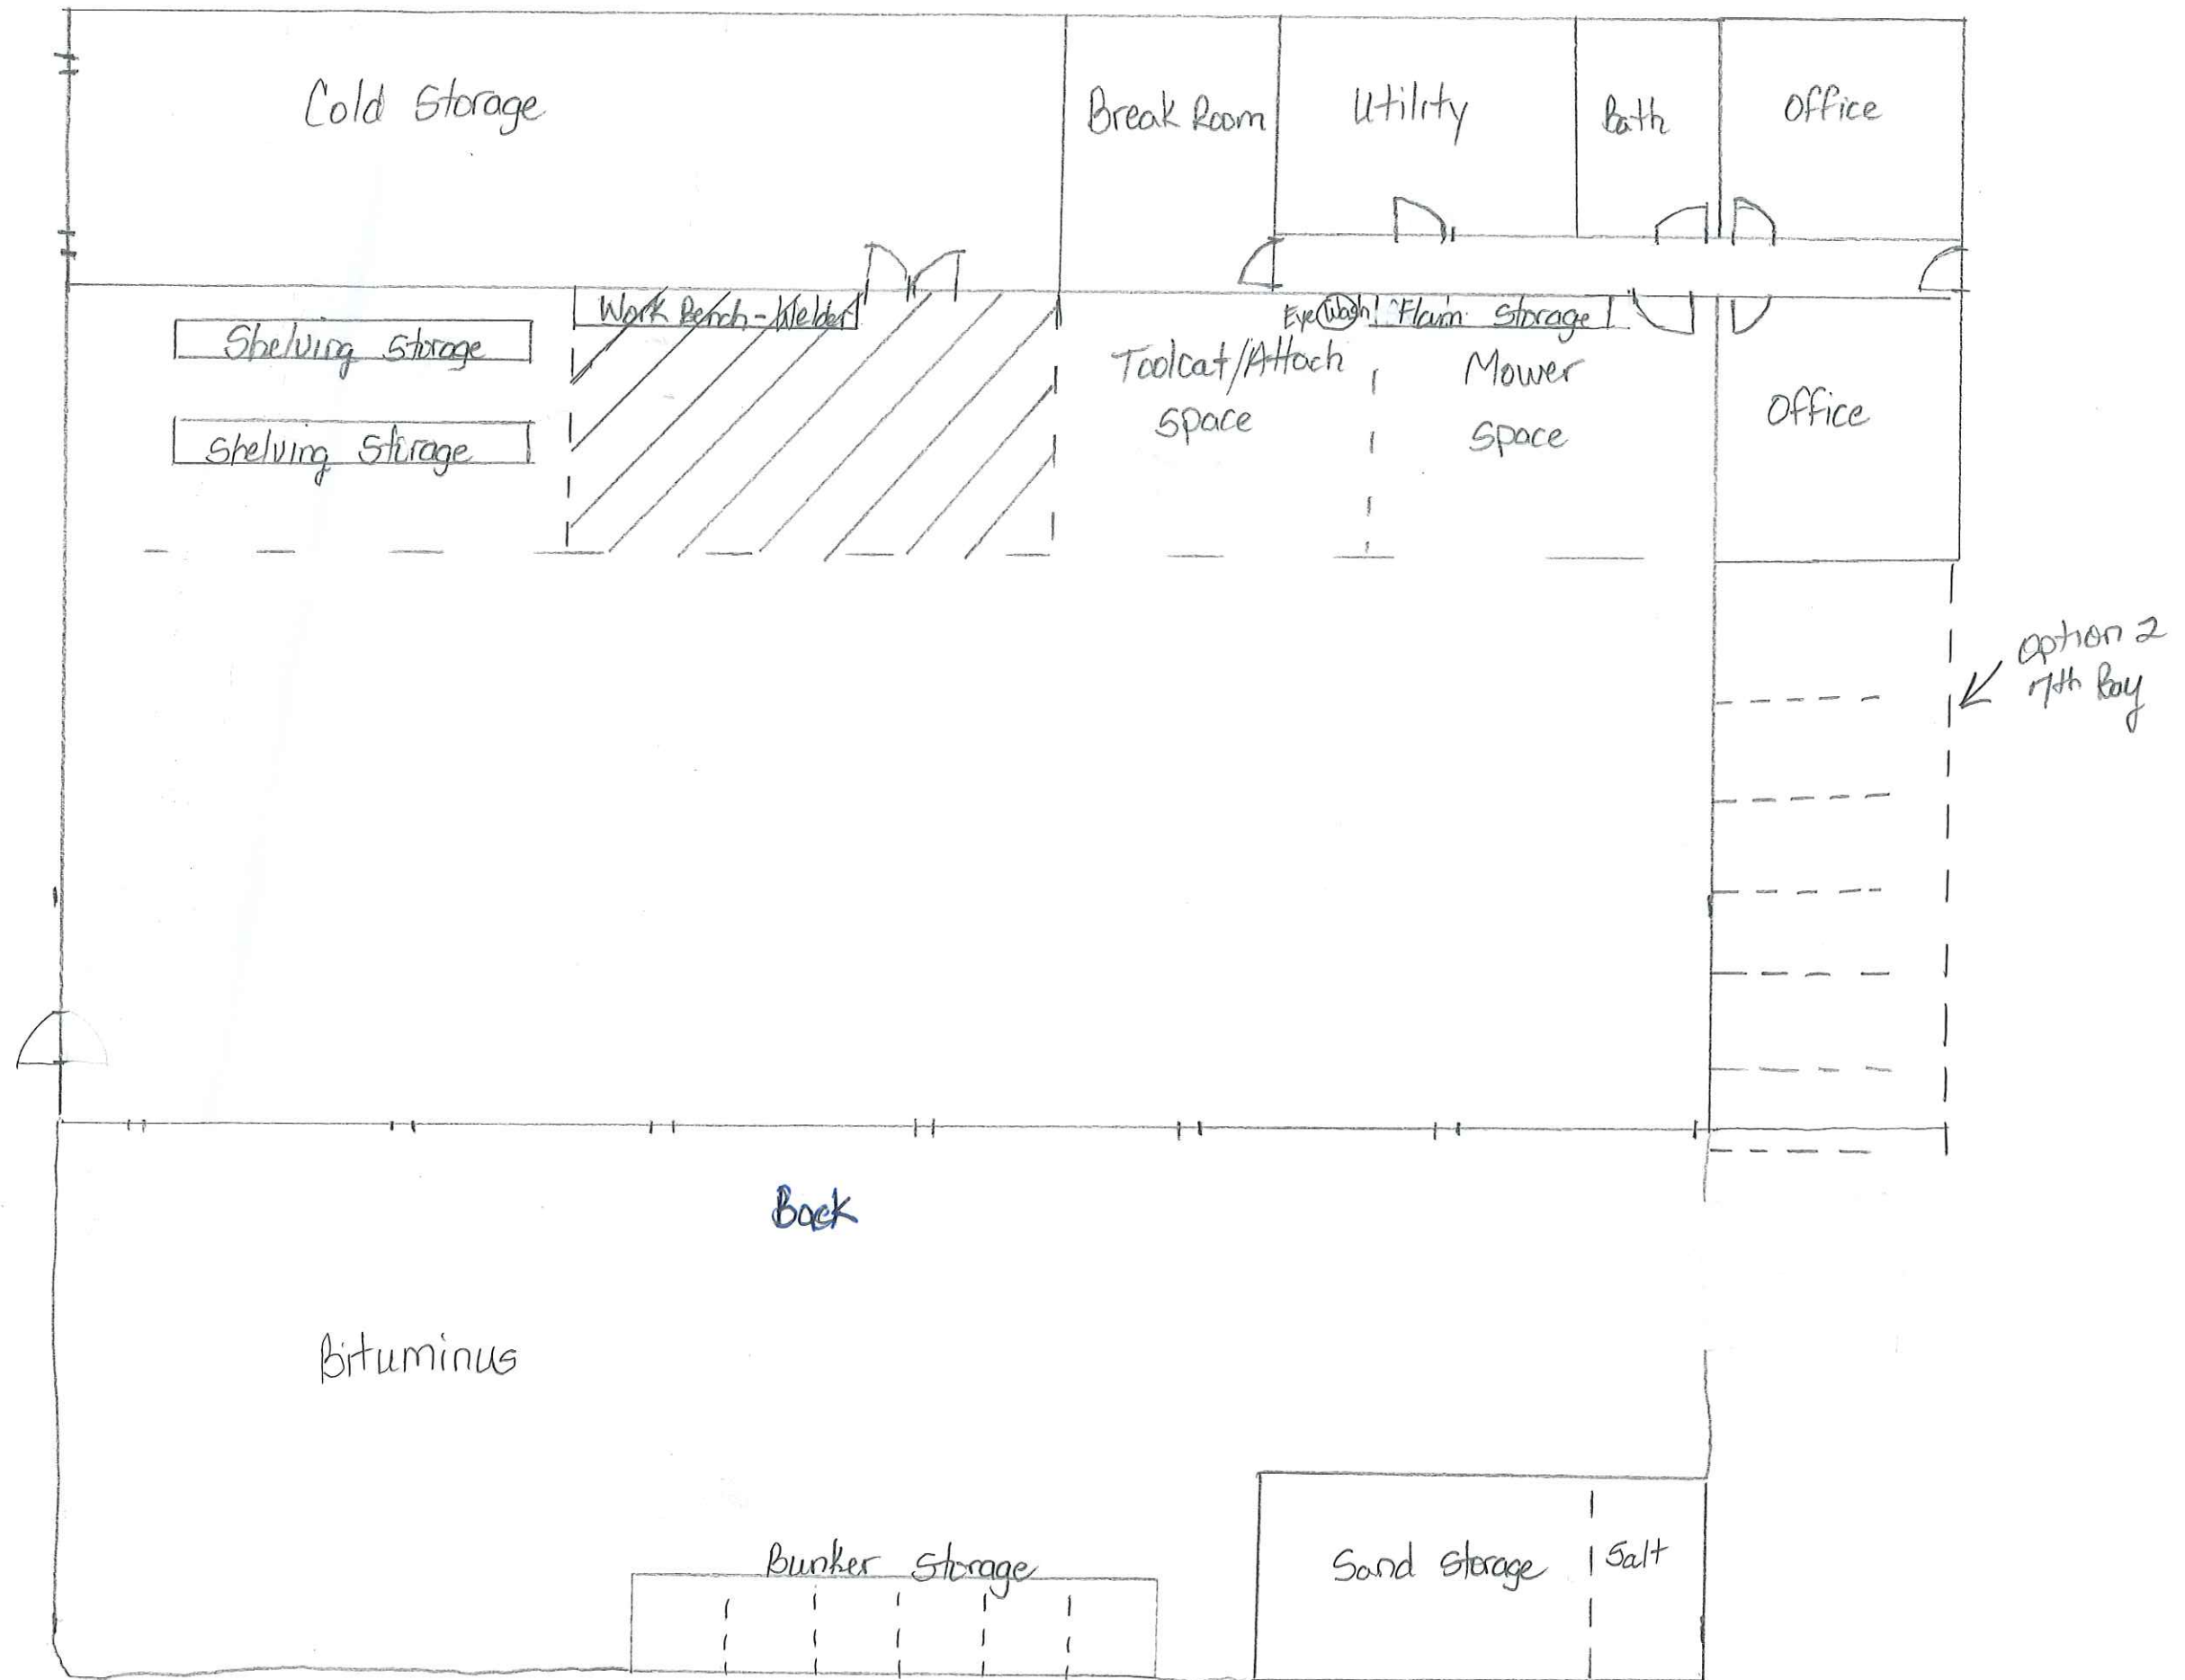 Cold Storage
Break Room
Utility
Bath
Office
Work Bench - Welder
Eye Wash
Flam. Storage
Shelving Storage
Toolcat/Attach
Space
Mower
Space
Office
Shelving Storage
Option 2
7th Bay
Back
Bituminus
Bunker Storage
Sand Storage
Salt